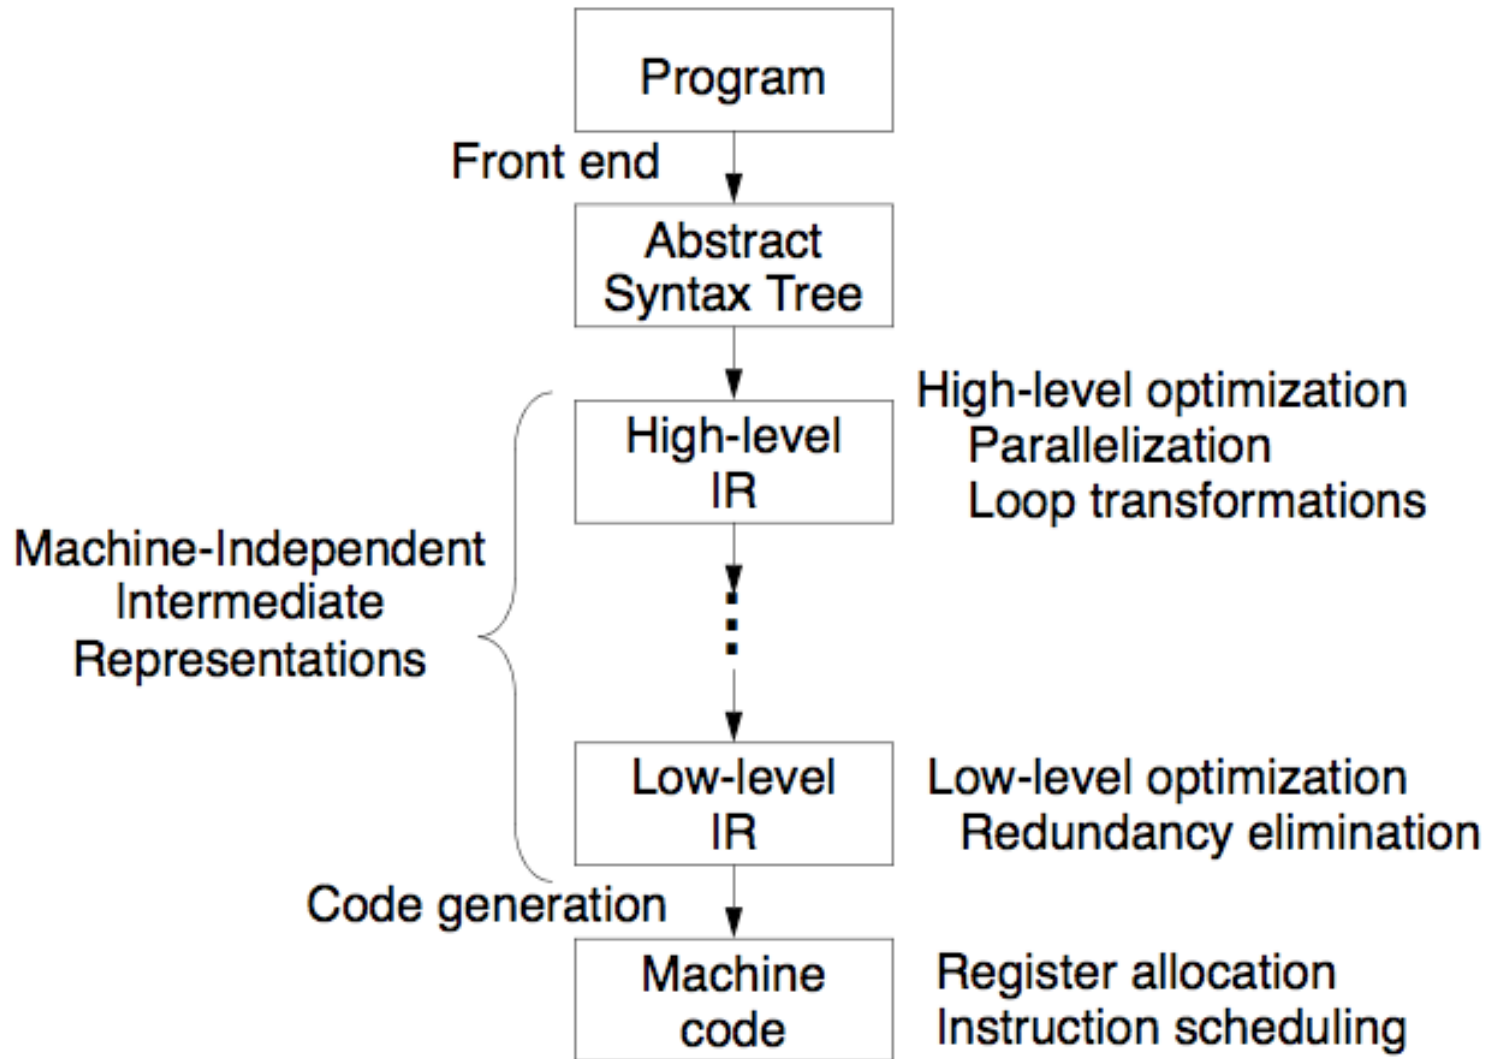 Program
Front end
Abstract
Syntax Tree
High-level
IR
High-level optimization
Parallelization
Loop transformations
Machine-Independent
Intermediate
Representations
Low-level
IR
Low-level optimization
Redundancy elimination
Code generation
Machine
code
Register allocation
Instruction scheduling